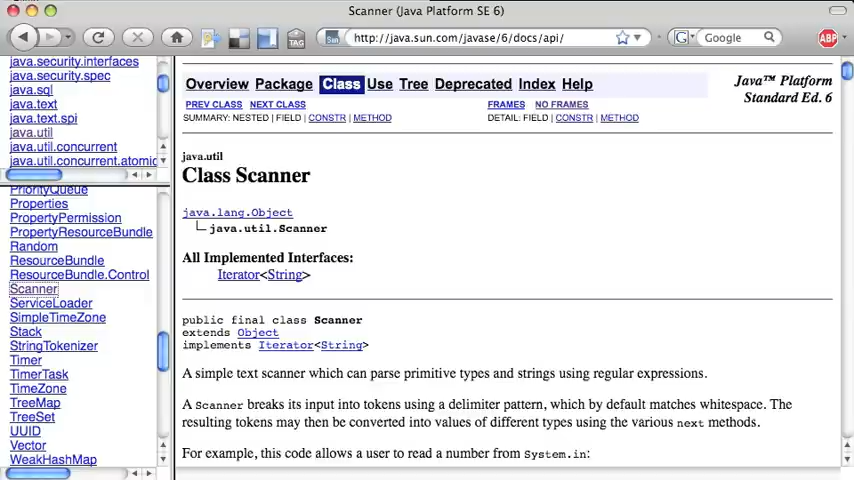 Scanner (Java Platform SE 6)
http://java.sun.com/javase/6/docs/api/
Google
ABP
TAG
Sun
java.security.interfaces
java.security.spec
java.sql
java.text
java.text.spi
java.util
java.util.concurrent
java.util.concurrent.atomic
PriorityQueue
Properties
PropertyPermission
PropertyResourceBundle
Random
ResourceBundle
ResourceBundle.Control
Scanner
ServiceLoader
SimpleTimeZone
Stack
StringTokenizer
Timer
TimerTask
TimeZone
TreeMap
TreeSet
UUID
Vector
WeakHashMap
Overview Package Class Use Tree Deprecated Index Help
Java™ Platform
Standard Ed. 6
PREV CLASS NEXT CLASS FRAMES NO FRAMES
SUMMARY: NESTED | FIELD | CONSTR | METHOD DETAIL: FIELD | CONSTR | METHOD
java.util
Class Scanner
java.lang.Object
java.util.Scanner
All Implemented Interfaces:
Iterator<String>
public final class Scanner
extends Object
implements Iterator<String>
A simple text scanner which can parse primitive types and strings using regular expressions.
A Scanner breaks its input into tokens using a delimiter pattern, which by default matches whitespace. The
resulting tokens may then be converted into values of different types using the various next methods.
For example, this code allows a user to read a number from System.in: